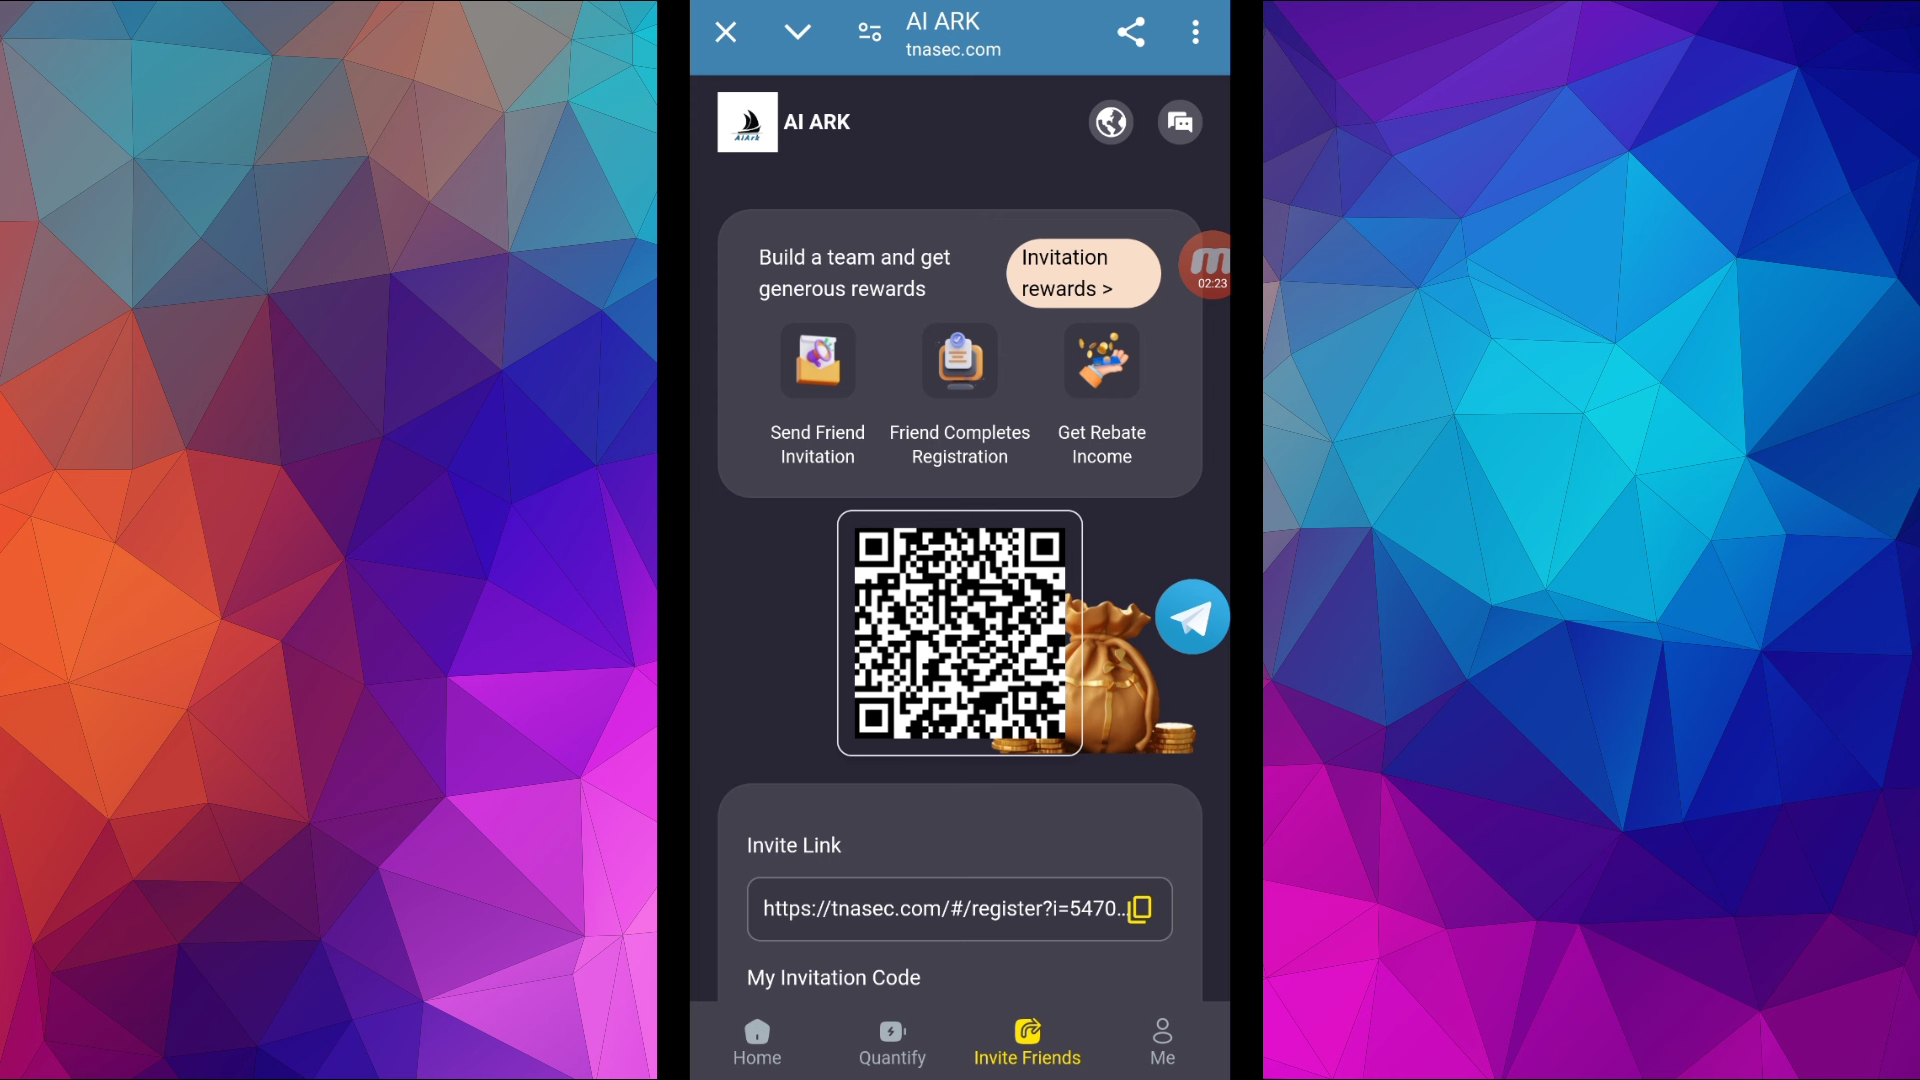 AI ARK
tnasec.com
AiArk
AI ARK
Build a team and get
generous rewards
Invitation
rewards >
02:23
Send Friend
Invitation
Friend Completes
Registration
Get Rebate
Income
Invite Link
https://tnasec.com/#/register?i=5470...
My Invitation Code
Home
Quantify
Invite Friends
Me